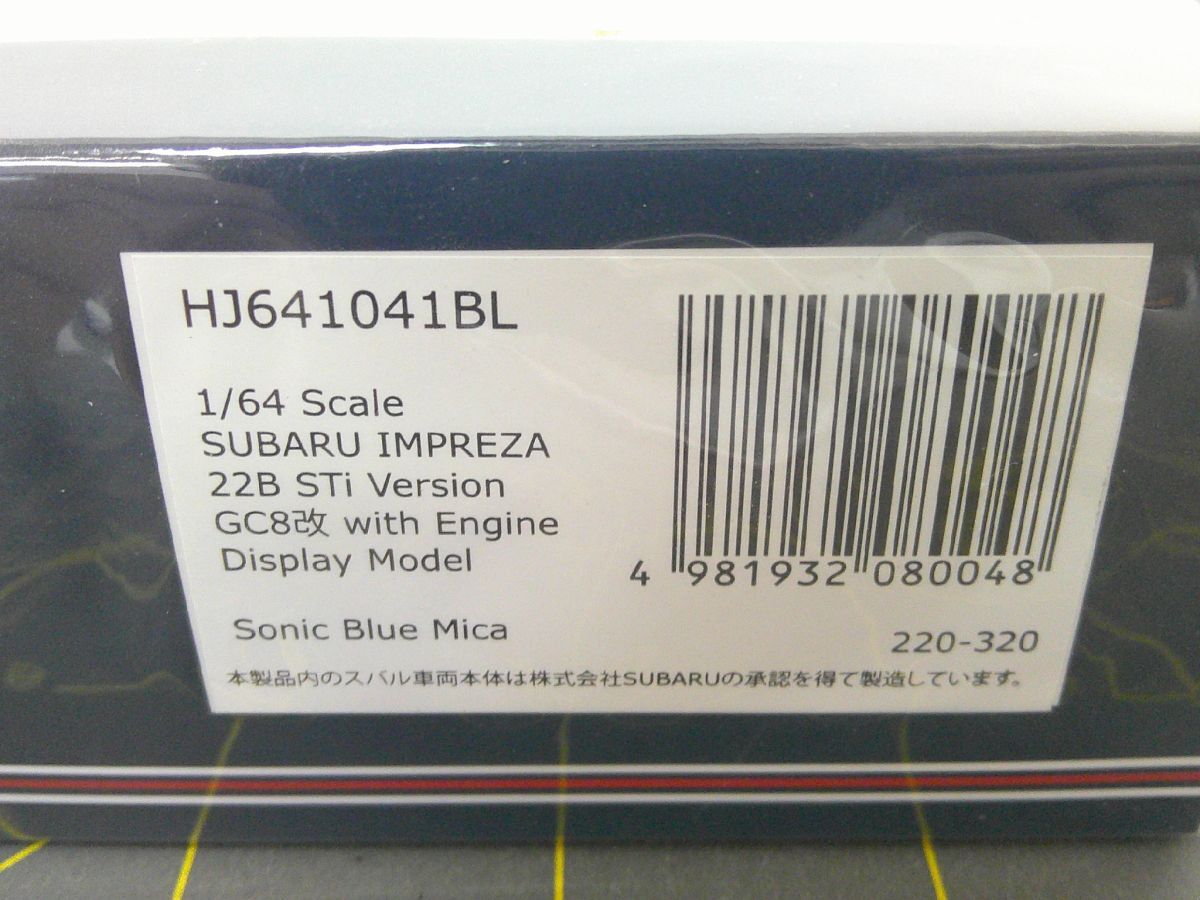 HJ641041BL
1/64 Scale
SUBARU IMPREZA
22B STi Version
GC8改 with Engine
Display Model
4 981932 080048
Sonic Blue Mica
220-320
本製品内のスバル車両本体は株式会社SUBARUの承認を得て製造しています。